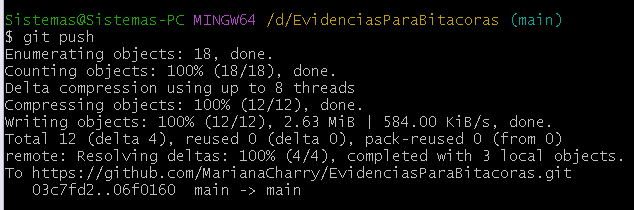 Sistemas@Sistemas-PC MINGW64 /d/EvidenciasParaBitacoras (main)
$ git push
Enumerating objects: 18, done.
Counting objects: 100% (18/18), done.
Delta compression using up to 8 threads
Compressing objects: 100% (12/12), done.
Writing objects: 100% (12/12), 2.63 MiB | 584.00 KiB/s, done.
Total 12 (delta 4), reused 0 (delta 0), pack-reused 0 (from 0)
remote: Resolving deltas: 100% (4/4), completed with 3 local objects.
To https://github.com/MarianaCharry/EvidenciasParaBitacoras.git
   03c7fd2..06f0160  main -> main